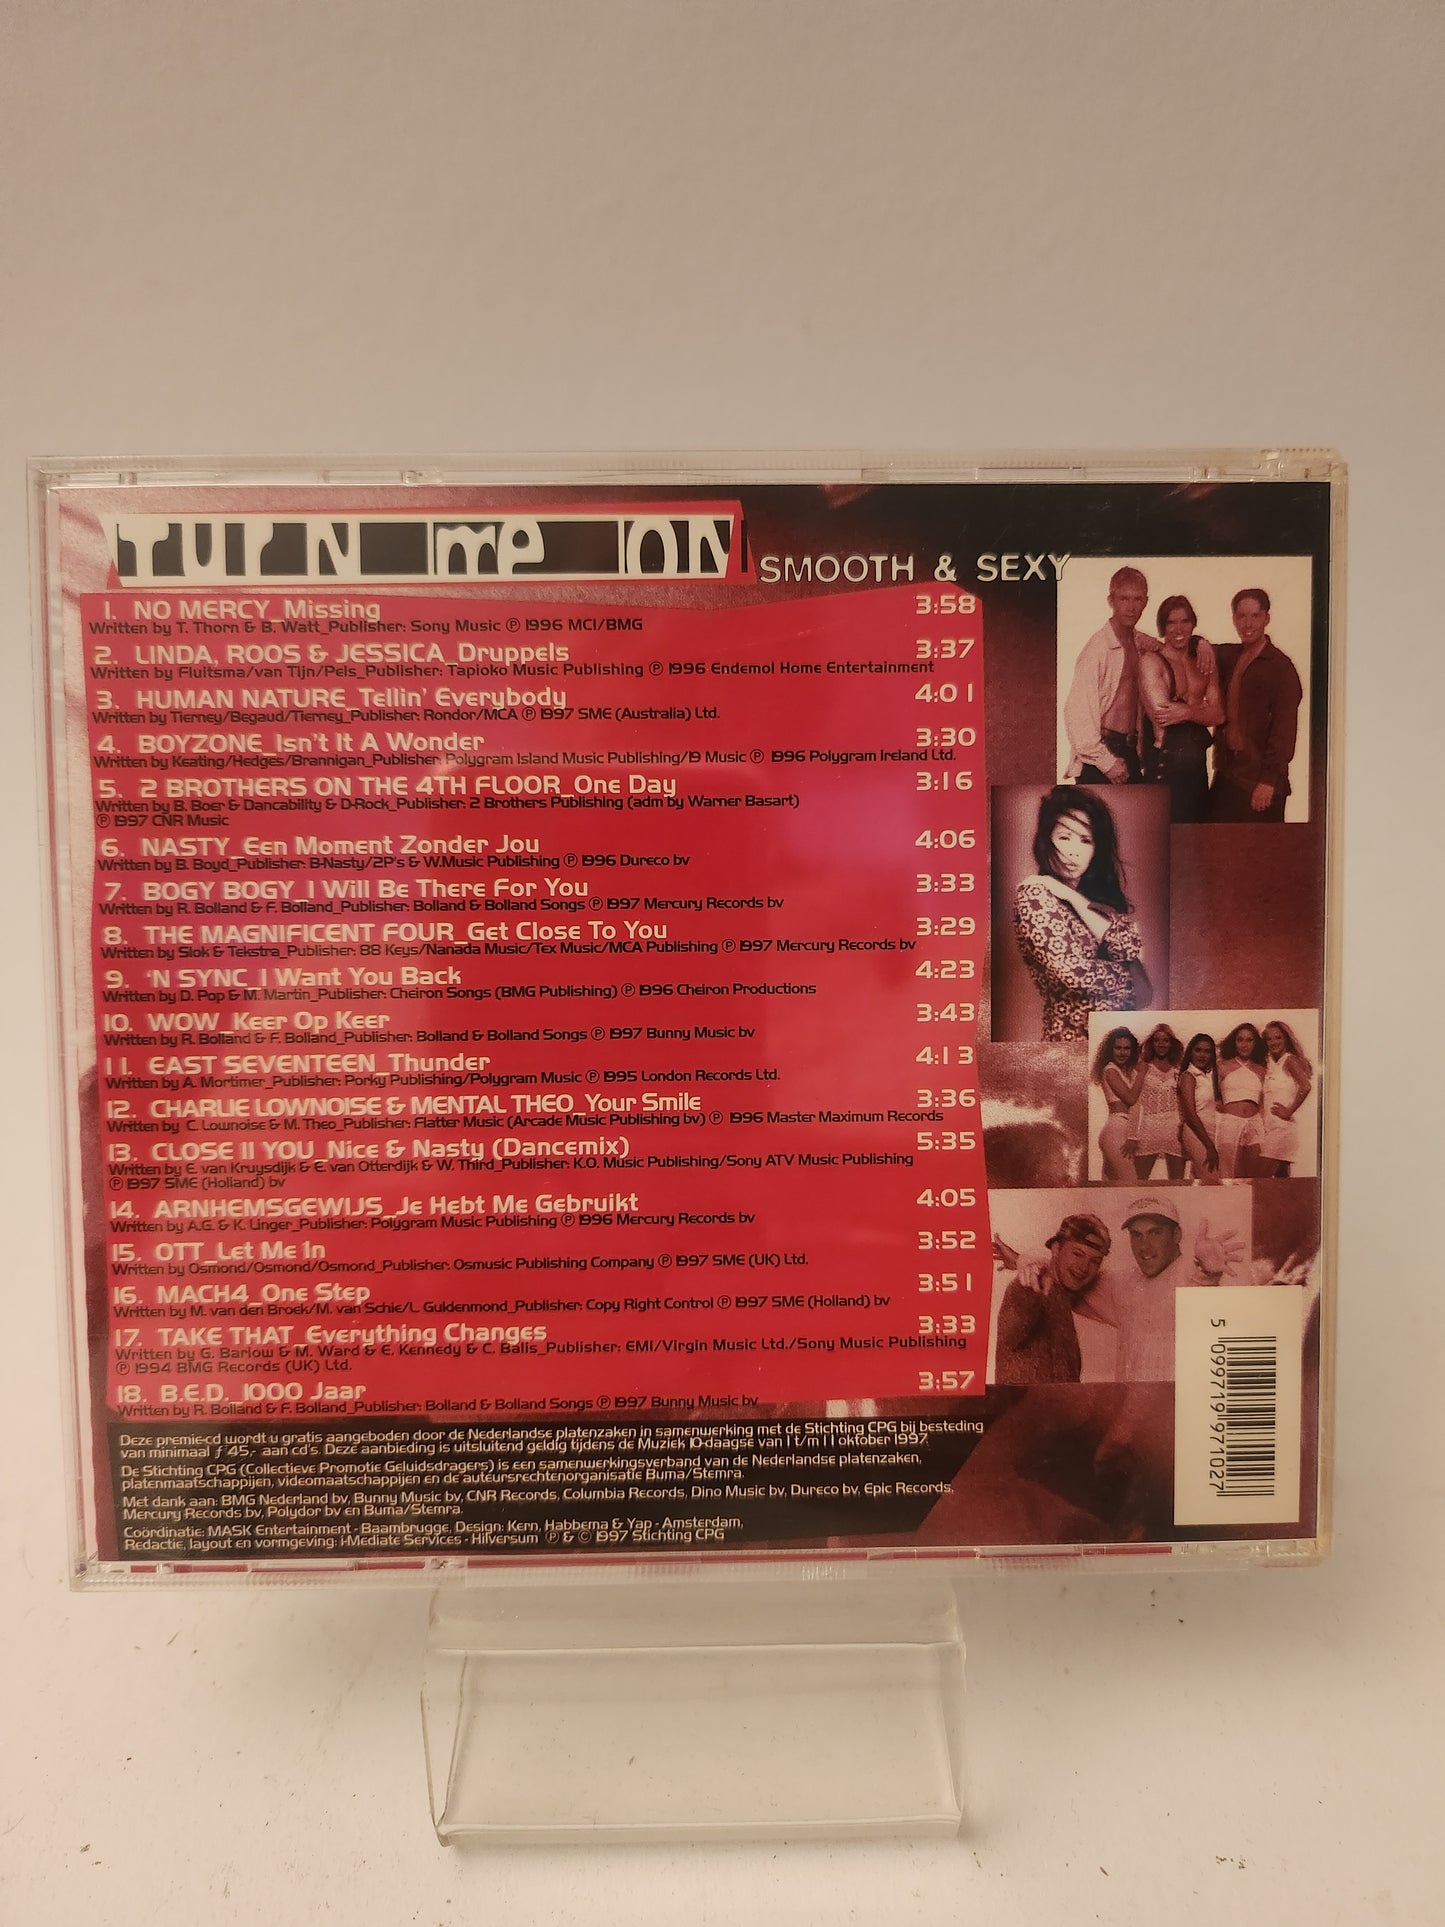 TURN me ON
SMOOTH & SEXY
1. NO MERCY_Missing 3:58
Written by T. Thorn & B. Watt_Publisher: Sony Music ℗ 1996 MCI/BMG
2. LINDA, ROOS & JESSICA_Druppels 3:37
Written by Fluitsma/van Tijn/Pels_Publisher: Tapioko Music Publishing ℗ 1996 Endemol Home Entertainment
3. HUMAN NATURE_Tellin' Everybody 4:01
Written by Tierney/Begaud/Tierney_Publisher: Rondor/MCA ℗ 1997 SME (Australia) Ltd.
4. BOYZONE_Isn't It A Wonder 3:30
Written by Keating/Hedges/Brannigan_Publisher: Polygram Island Music Publishing/19 Music ℗ 1996 Polygram Ireland Ltd.
5. 2 BROTHERS ON THE 4TH FLOOR_One Day 3:16
Written by B. Boer & Dancability & D-Rock_Publisher: 2 Brothers Publishing (adm by Warner Basart)
℗ 1997 CNR Music
6. NASTY_Een Moment Zonder Jou 4:06
Written by B. Boyd_Publisher: B-Nasty/2P's & W.Music Publishing ℗ 1996 Dureco bv
7. BOGY BOGY_I Will Be There For You 3:33
Written by R. Bolland & F. Bolland_Publisher: Bolland & Bolland Songs ℗ 1997 Mercury Records bv
8. THE MAGNIFICENT FOUR_Get Close To You 3:29
Written by Slok & Tekstra_Publisher: 88 Keys/Nanada Music/Tex Music/MCA Publishing ℗ 1997 Mercury Records bv
9. 'N SYNC_I Want You Back 4:23
Written by D. Pop & M. Martin_Publisher: Cheiron Songs (BMG Publishing) ℗ 1996 Cheiron Productions
10. WOW_Keer Op Keer 3:43
Written by R. Bolland & F. Bolland_Publisher: Bolland & Bolland Songs ℗ 1997 Bunny Music bv
11. EAST SEVENTEEN_Thunder 4:13
Written by A. Mortimer_Publisher: Porky Publishing/Polygram Music ℗ 1995 London Records Ltd.
12. CHARLIE LOWNOISE & MENTAL THEO_Your Smile 3:36
Written by C. Lownoise & M. Theo_Publisher: Flatter Music (Arcade Music Publishing bv) ℗ 1996 Master Maximum Records
13. CLOSE II YOU_Nice & Nasty (Dancemix) 5:35
Written by E. van Kruysdijk & E. van Otterdijk & W. Third_Publisher: K.O. Music Publishing/Sony ATV Music Publishing
℗ 1997 SME (Holland) bv
14. ARNHEMSGEWIJS_Je Hebt Me Gebruikt 4:05
Written by A.G. & K. Unger_Publisher: Polygram Music Publishing ℗ 1996 Mercury Records bv
15. OTT_Let Me In 3:52
Written by Osmond/Osmond/Osmond_Publisher: Osmusic Publishing Company ℗ 1997 SME (UK) Ltd.
16. MACH4_One Step 3:51
Written by M. van den Broek/M. van Schie/L. Guldenmond_Publisher: Copy Right Control ℗ 1997 SME (Holland) bv
17. TAKE THAT_Everything Changes 3:33
Written by G. Barlow & M. Ward & E. Kennedy & C. Balis_Publisher: EMI/Virgin Music Ltd./Sony Music Publishing
℗ 1994 BMG Records (UK) Ltd.
18. B.E.D._1000 Jaar 3:57
Written by R. Bolland & F. Bolland_Publisher: Bolland & Bolland Songs ℗ 1997 Bunny Music bv
Deze premie-cd wordt u gratis aangeboden door de Nederlandse platenzaken in samenwerking met de Stichting CPG bij besteding
van minimaal ƒ 45,- aan cd's. Deze aanbieding is uitsluitend geldig tijdens de Muziek 10-daagse van 1 t/m 11 oktober 1997.
De Stichting CPG (Collectieve Promotie Geluidsdragers) is een samenwerkingsverband van de Nederlandse platenzaken,
platenmaatschappijen, videomaatschappijen en de auteursrechtenorganisatie Buma/Stemra.
Met dank aan: BMG Nederland bv, Bunny Music bv, CNR Records, Columbia Records, Dino Music bv, Dureco bv, Epic Records,
Mercury Records bv, Polydor bv en Buma/Stemra.
Coördinatie: MASK Entertainment - Baambrugge, Design: Kern, Habbema & Yap - Amsterdam,
Redactie, layout en vormgeving: I-Mediate Services - Hilversum ℗ & © 1997 Stichting CPG
5 099719 971027